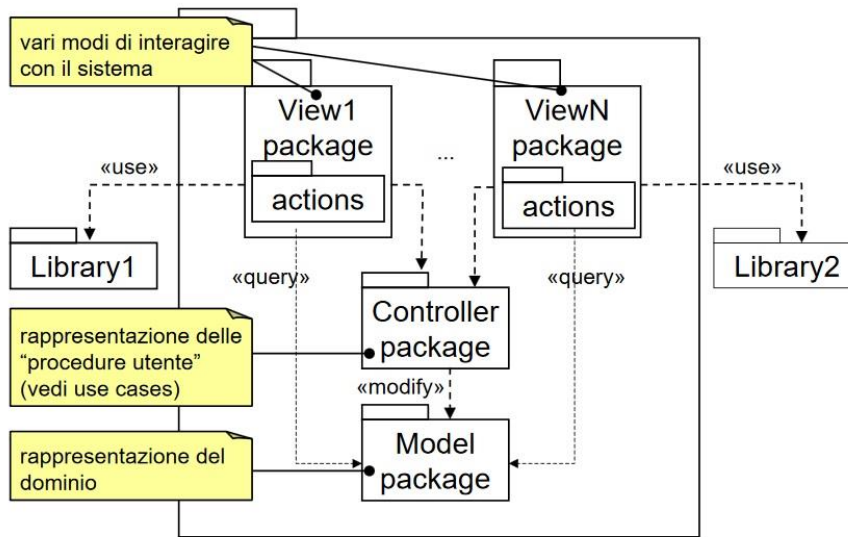 vari modi di interagire
con il sistema
View1
package
actions
...
ViewN
package
actions
«use»
«use»
Library1
Library2
«query»
«query»
Controller
package
rappresentazione delle
“procedure utente”
(vedi use cases)
«modify»
Model
package
rappresentazione del
dominio